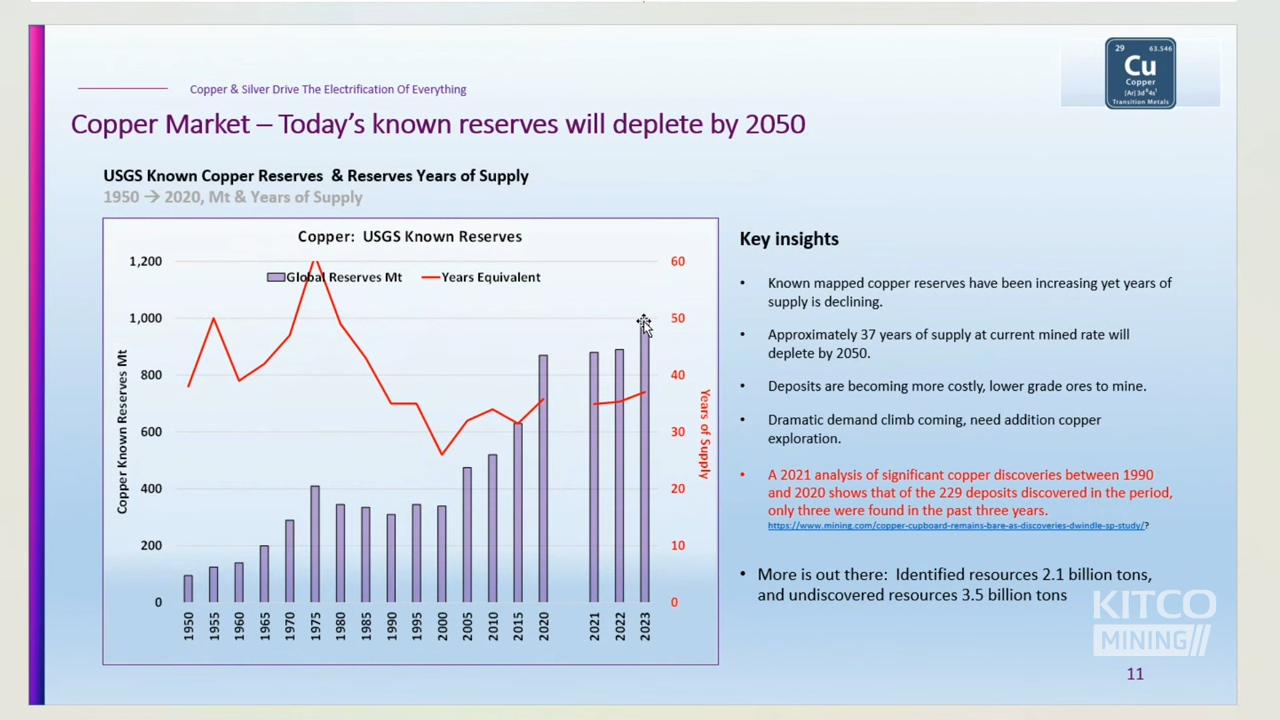 29 63.546
Cu
Copper
[Ar] 3d¹⁰4s¹
Transition Metals
Copper & Silver Drive The Electrification Of Everything
Copper Market – Today's known reserves will deplete by 2050
USGS Known Copper Reserves & Reserves Years of Supply
1950 → 2020, Mt & Years of Supply
Copper: USGS Known Reserves
Global Reserves Mt Years Equivalent
Copper Known Reserves Mt
1,200
1,000
800
600
400
200
0
60
50
40
30
20
10
0
Years of Supply
1950 1955 1960 1965 1970 1975 1980 1985 1990 1995 2000 2005 2010 2015 2020 2021 2022 2023
Key insights
• Known mapped copper reserves have been increasing yet years of
supply is declining.
• Approximately 37 years of supply at current mined rate will
deplete by 2050.
• Deposits are becoming more costly, lower grade ores to mine.
• Dramatic demand climb coming, need addition copper
exploration.
• A 2021 analysis of significant copper discoveries between 1990
and 2020 shows that of the 229 deposits discovered in the period,
only three were found in the past three years.
https://www.mining.com/copper-cupboard-remains-bare-as-discoveries-dwindle-sp-study/?
• More is out there: Identified resources 2.1 billion tons,
and undiscovered resources 3.5 billion tons
KITCO
MINING
11